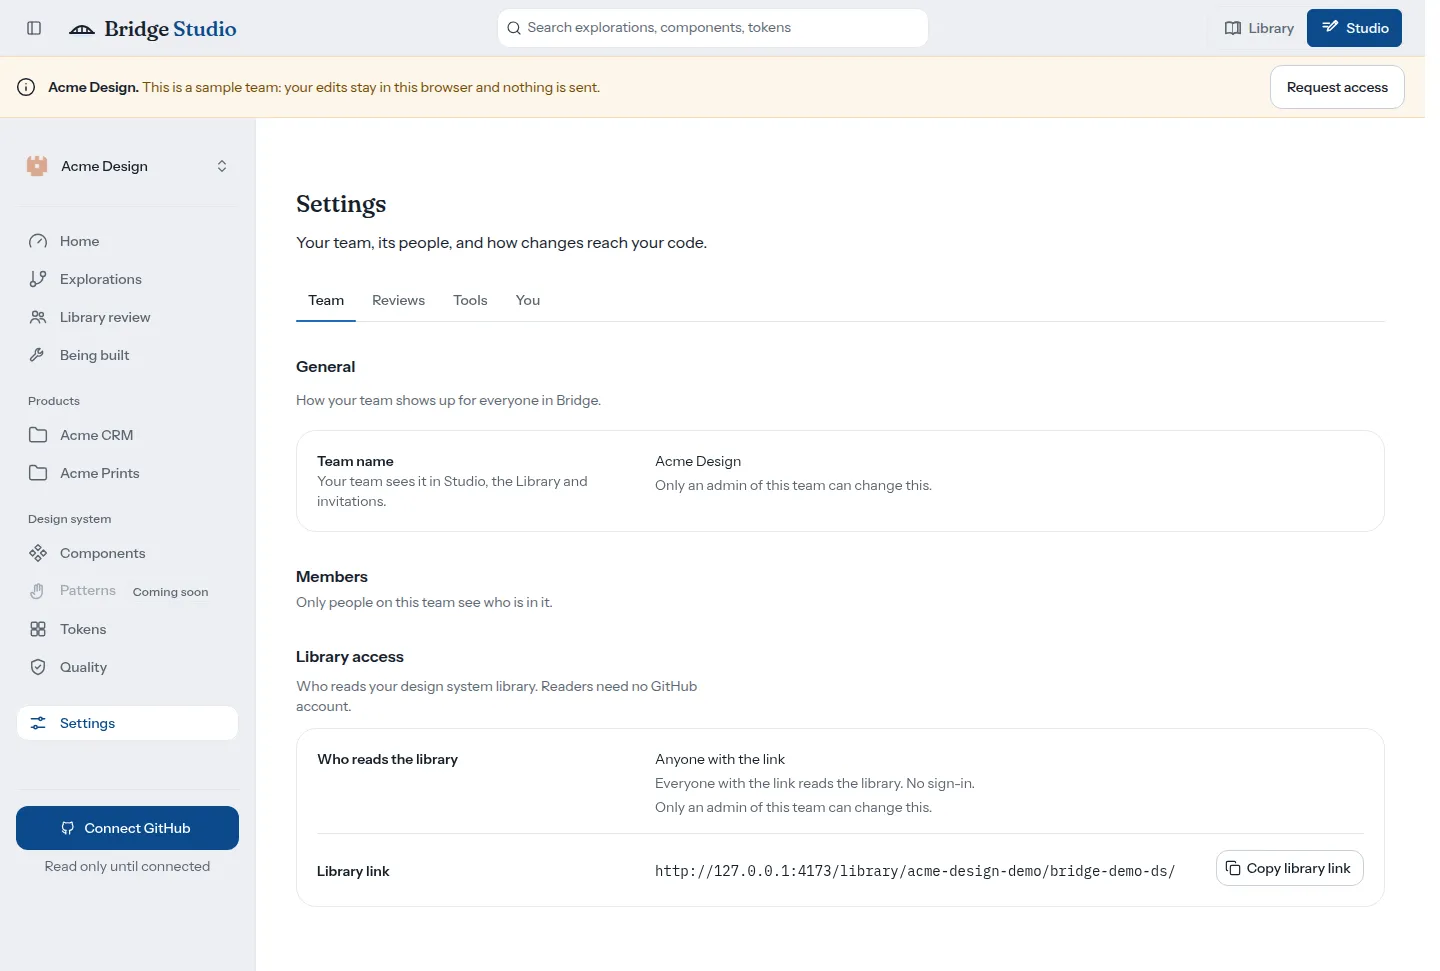 Bridge Studio
Search explorations, components, tokens
Library
Studio
Acme Design. This is a sample team: your edits stay in this browser and nothing is sent.
Request access
Acme Design
Home
Explorations
Library review
Being built
Products
Acme CRM
Acme Prints
Design system
Components
Patterns
Coming soon
Tokens
Quality
Settings
Connect GitHub
Read only until connected
Settings
Your team, its people, and how changes reach your code.
Team
Reviews
Tools
You
General
How your team shows up for everyone in Bridge.
Team name
Your team sees it in Studio, the Library and
invitations.
Acme Design
Only an admin of this team can change this.
Members
Only people on this team see who is in it.
Library access
Who reads your design system library. Readers need no GitHub
account.
Who reads the library
Anyone with the link
Everyone with the link reads the library. No sign-in.
Only an admin of this team can change this.
Library link
http://127.0.0.1:4173/library/acme-design-demo/bridge-demo-ds/
Copy library link